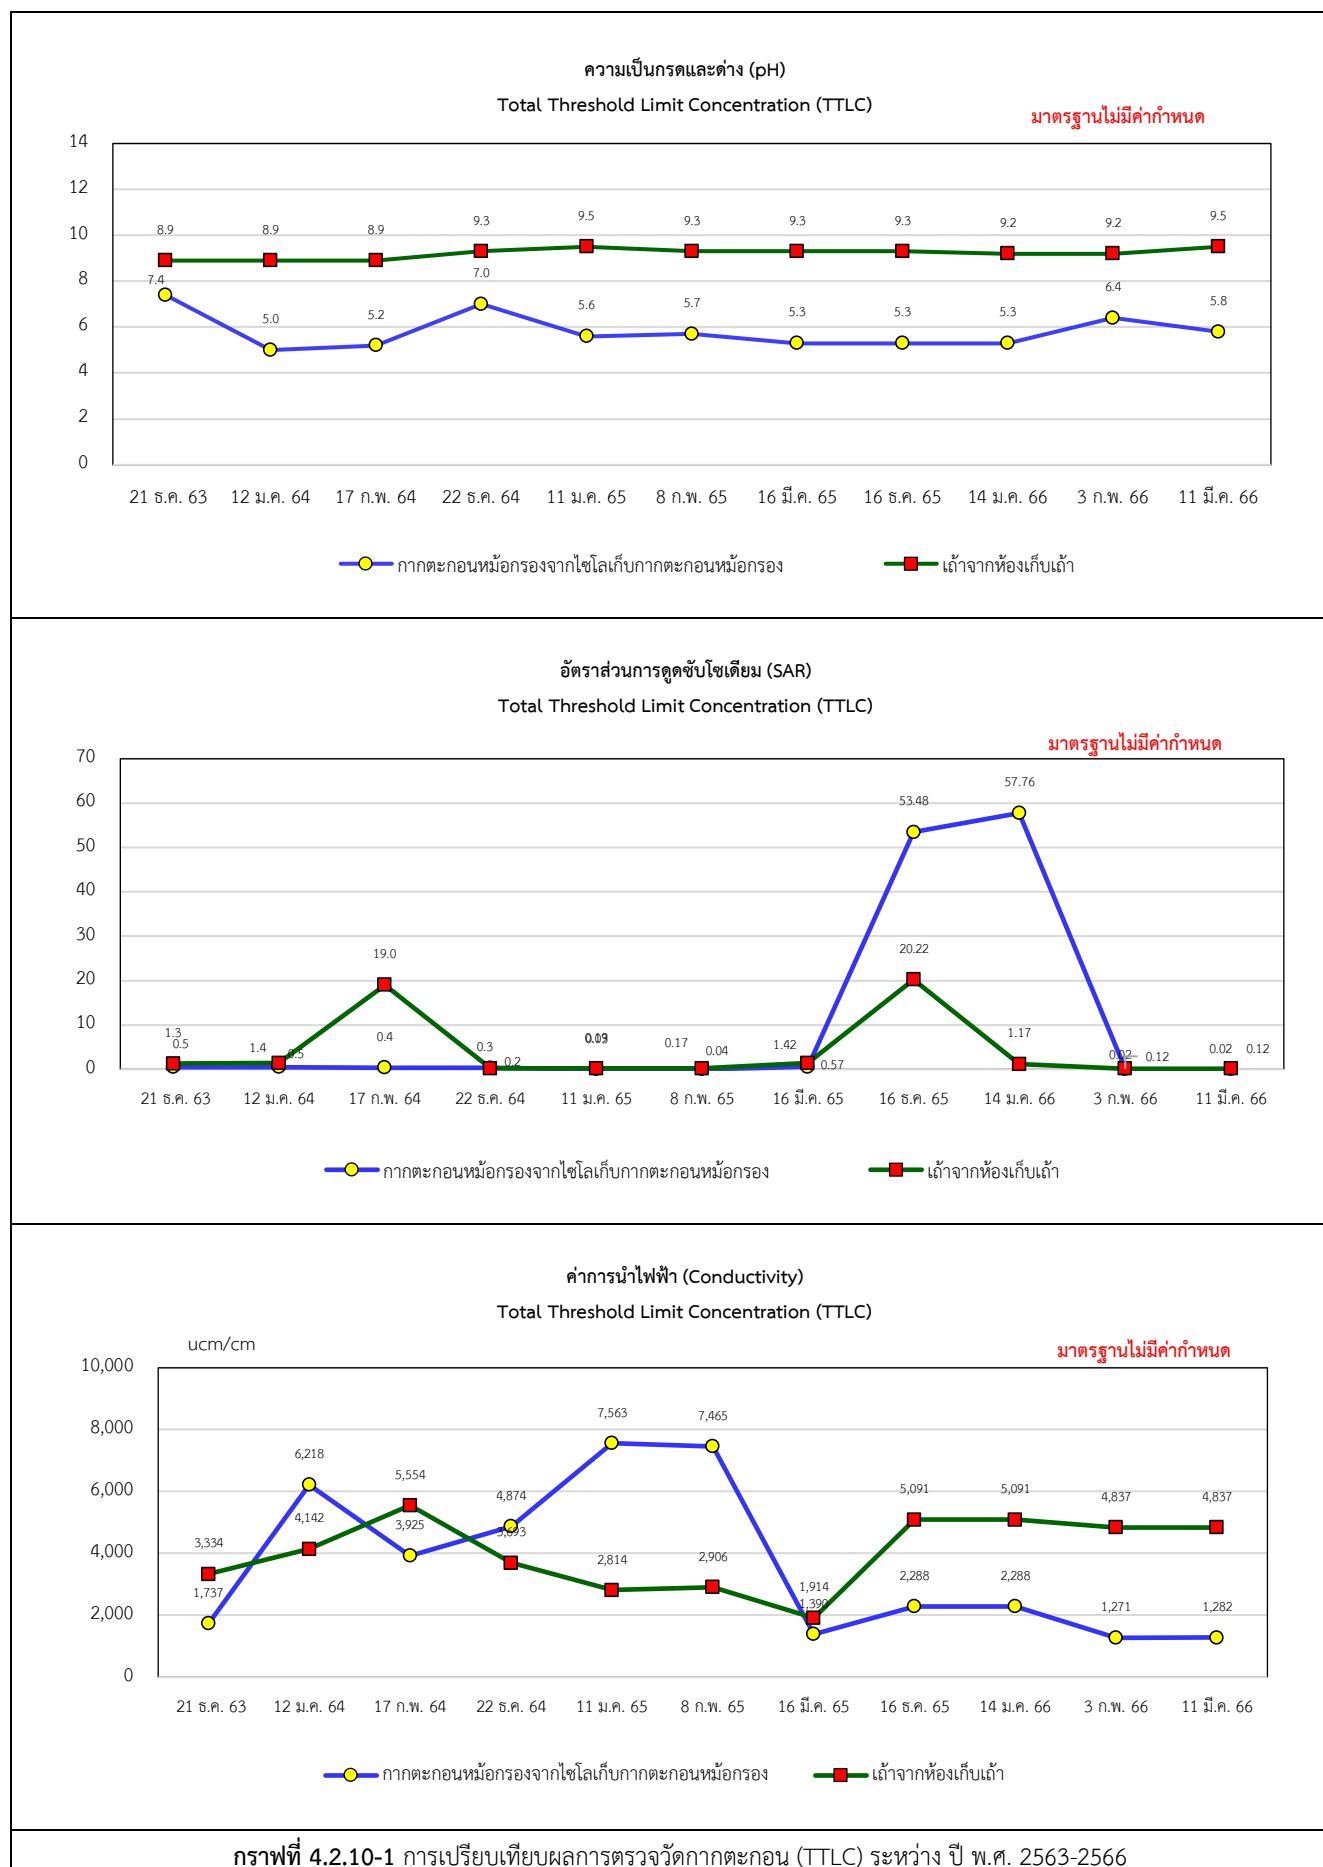 ความเป็นกรดและด่าง (pH)
Total Threshold Limit Concentration (TTLC)
มาตรฐานไม่มีค่ากำหนด
14
12
10
8
6
4
2
0
8.9 8.9 8.9 9.3 9.5 9.3 9.3 9.3 9.2 9.2 9.5
7.4 5.0 5.2 7.0 5.6 5.7 5.3 5.3 5.3 6.4 5.8
21 ธ.ค. 63 12 ม.ค. 64 17 ก.พ. 64 22 ธ.ค. 64 11 ม.ค. 65 8 ก.พ. 65 16 มี.ค. 65 16 ธ.ค. 65 14 ม.ค. 66 3 ก.พ. 66 11 มี.ค. 66
กากตะกอนหม้อกรองจากไซโลเก็บกากตะกอนหม้อกรอง เถ้าจากห้องเก็บเถ้า
อัตราส่วนการดูดซับโซเดียม (SAR)
Total Threshold Limit Concentration (TTLC)
มาตรฐานไม่มีค่ากำหนด
70
60
50
40
30
20
10
0
53.48 57.76
19.0 20.22
1.3 1.4 0.4 0.3 0.17 1.42 1.17 0.02 0.02 0.12
0.5 0.5 0.2 0.04 0.57 0.12
21 ธ.ค. 63 12 ม.ค. 64 17 ก.พ. 64 22 ธ.ค. 64 11 ม.ค. 65 8 ก.พ. 65 16 มี.ค. 65 16 ธ.ค. 65 14 ม.ค. 66 3 ก.พ. 66 11 มี.ค. 66
กากตะกอนหม้อกรองจากไซโลเก็บกากตะกอนหม้อกรอง เถ้าจากห้องเก็บเถ้า
ค่าการนำไฟฟ้า (Conductivity)
Total Threshold Limit Concentration (TTLC)
ucm/cm
มาตรฐานไม่มีค่ากำหนด
10,000
8,000
6,000
4,000
2,000
0
1,737 6,218 3,925 4,874 7,563 7,465 1,390 2,288 2,288 1,271 1,282
3,334 4,142 5,554 3,693 2,814 2,906 1,914 5,091 5,091 4,837 4,837
21 ธ.ค. 63 12 ม.ค. 64 17 ก.พ. 64 22 ธ.ค. 64 11 ม.ค. 65 8 ก.พ. 65 16 มี.ค. 65 16 ธ.ค. 65 14 ม.ค. 66 3 ก.พ. 66 11 มี.ค. 66
กากตะกอนหม้อกรองจากไซโลเก็บกากตะกอนหม้อกรอง เถ้าจากห้องเก็บเถ้า
กราฟที่ 4.2.10-1 การเปรียบเทียบผลการตรวจวัดกากตะกอน (TTLC) ระหว่าง ปี พ.ศ. 2563-2566